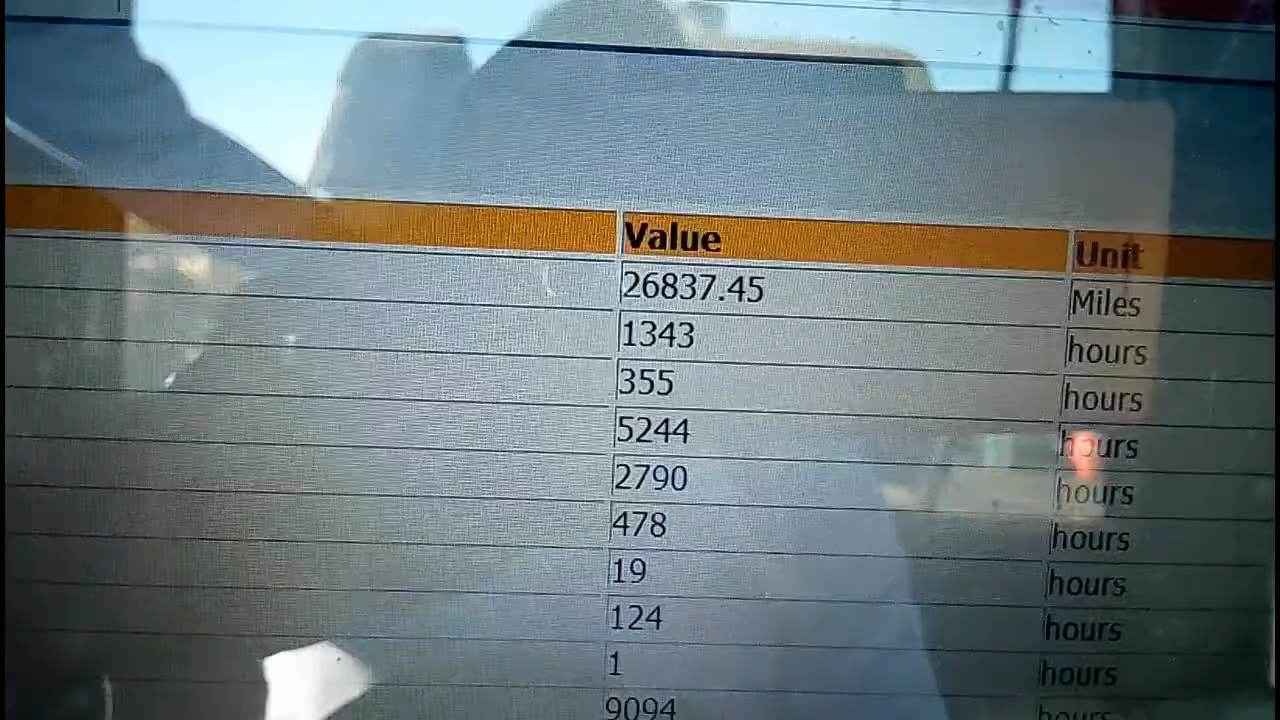 Value Unit
26837.45 Miles
1343 hours
355 hours
5244 hours
2790 hours
478 hours
19 hours
124 hours
1 hours
9094 hours